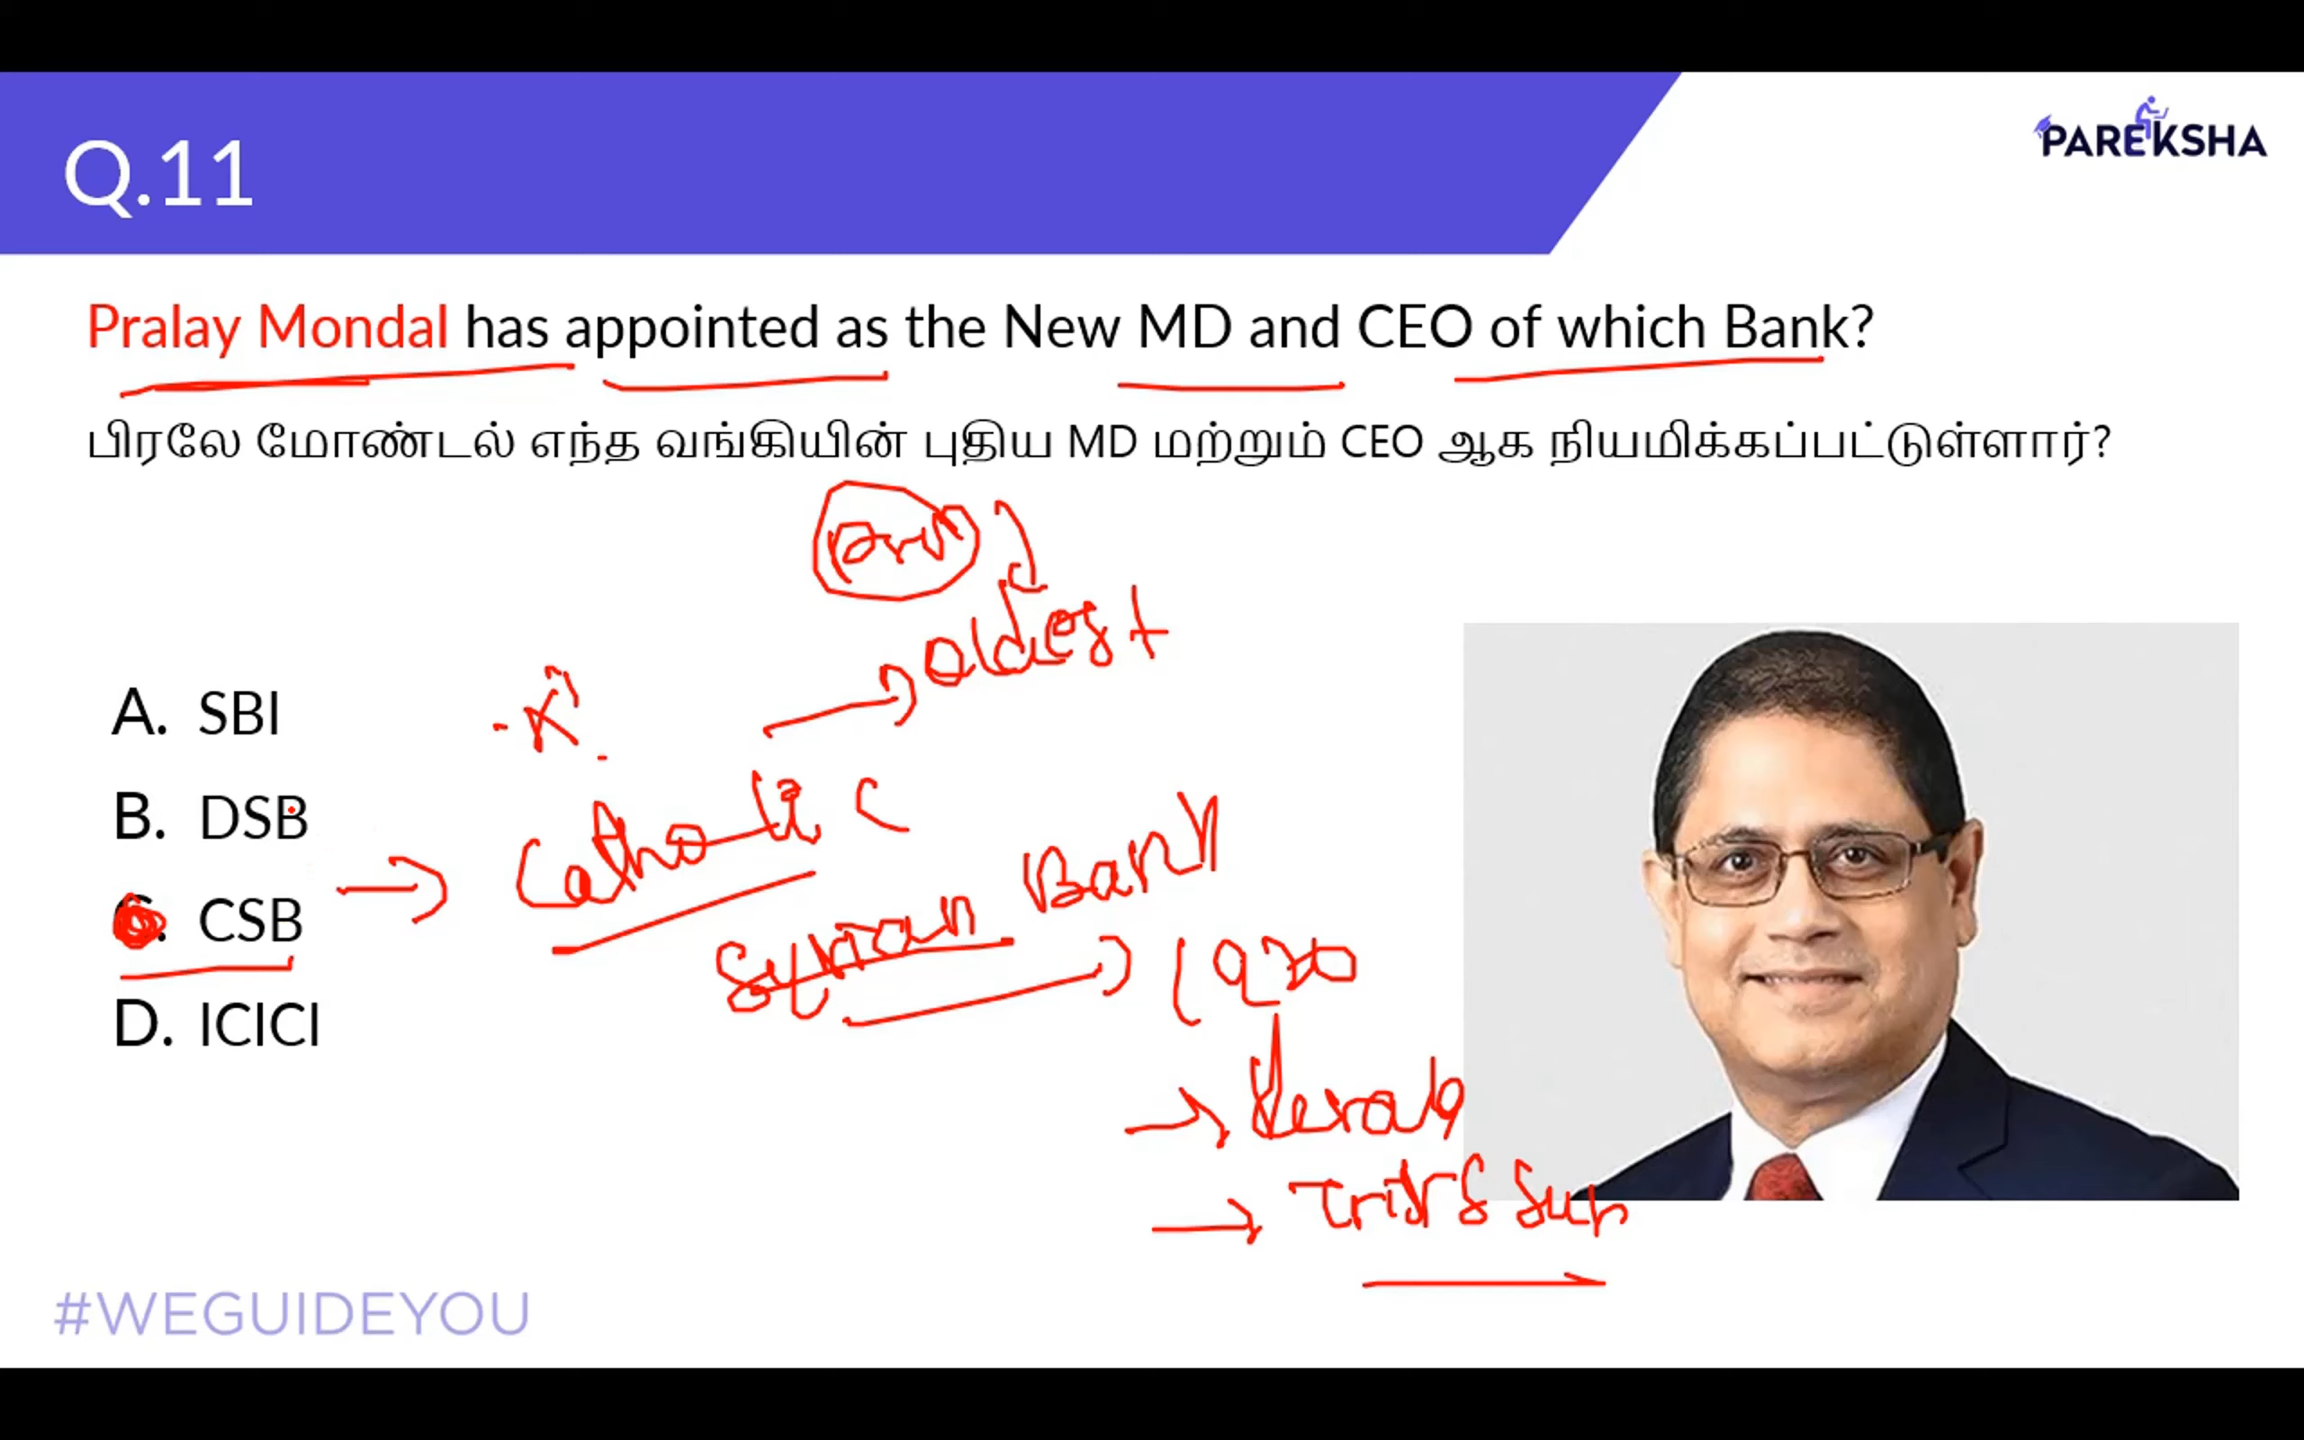 Q.11
PAREKSHA
Pralay Mondal has appointed as the New MD and CEO of which Bank?
பிரலே மோண்டல் எந்த வங்கியின் புதிய MD மற்றும் CEO ஆக நியமிக்கப்பட்டுள்ளார்?
oldest
A. SBI
B. DSB
Catholic
Syrian Bank
C. CSB
1920
D. ICICI
Kerala
#WEGUIDEYOU